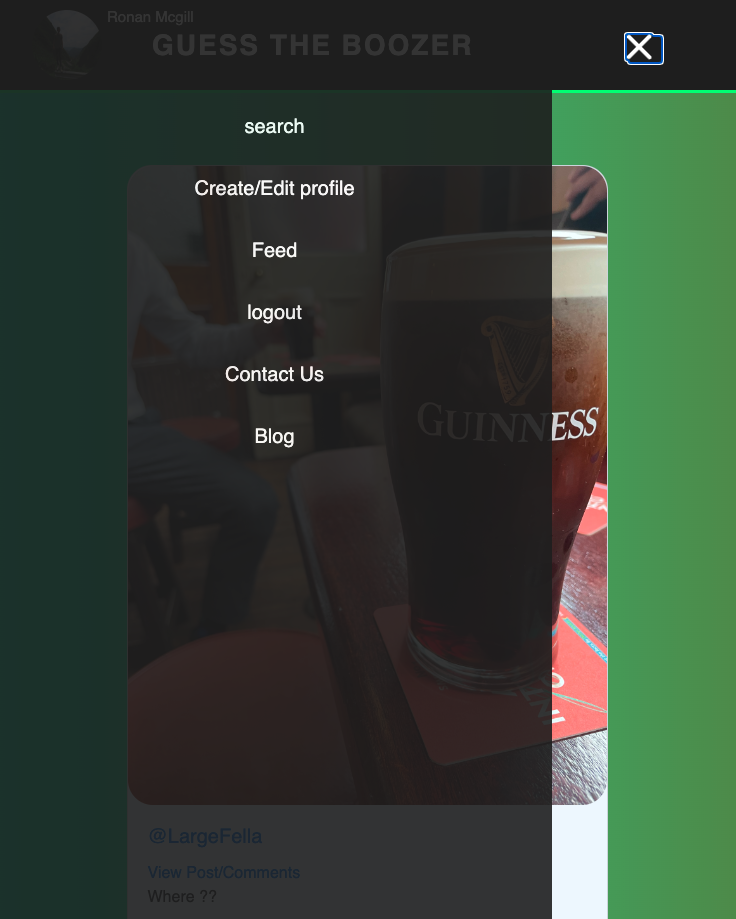 Ronan Mcgill
GUESS THE BOOZER
search
Create/Edit profile
Feed
logout
Contact Us
Blog
GUINNESS
@LargeFella
View Post/Comments
Where ??